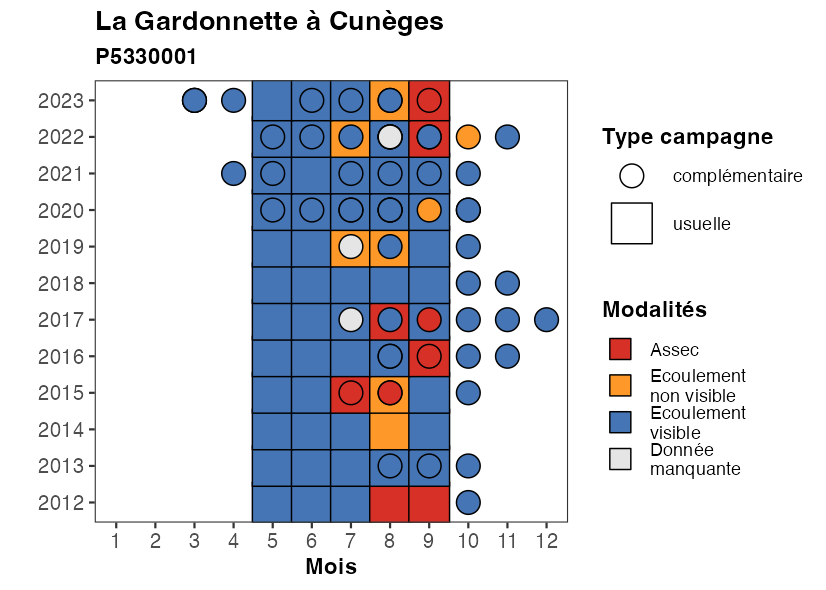 La Gardonnette à Cunèges
P5330001
2023
2022
2021
2020
2019
2018
2017
2016
2015
2014
2013
2012
1 2 3 4 5 6 7 8 9 10 11 12
Mois
Type campagne
complémentaire
usuelle
Modalités
Assec
Ecoulement
non visible
Ecoulement
visible
Donnée
manquante